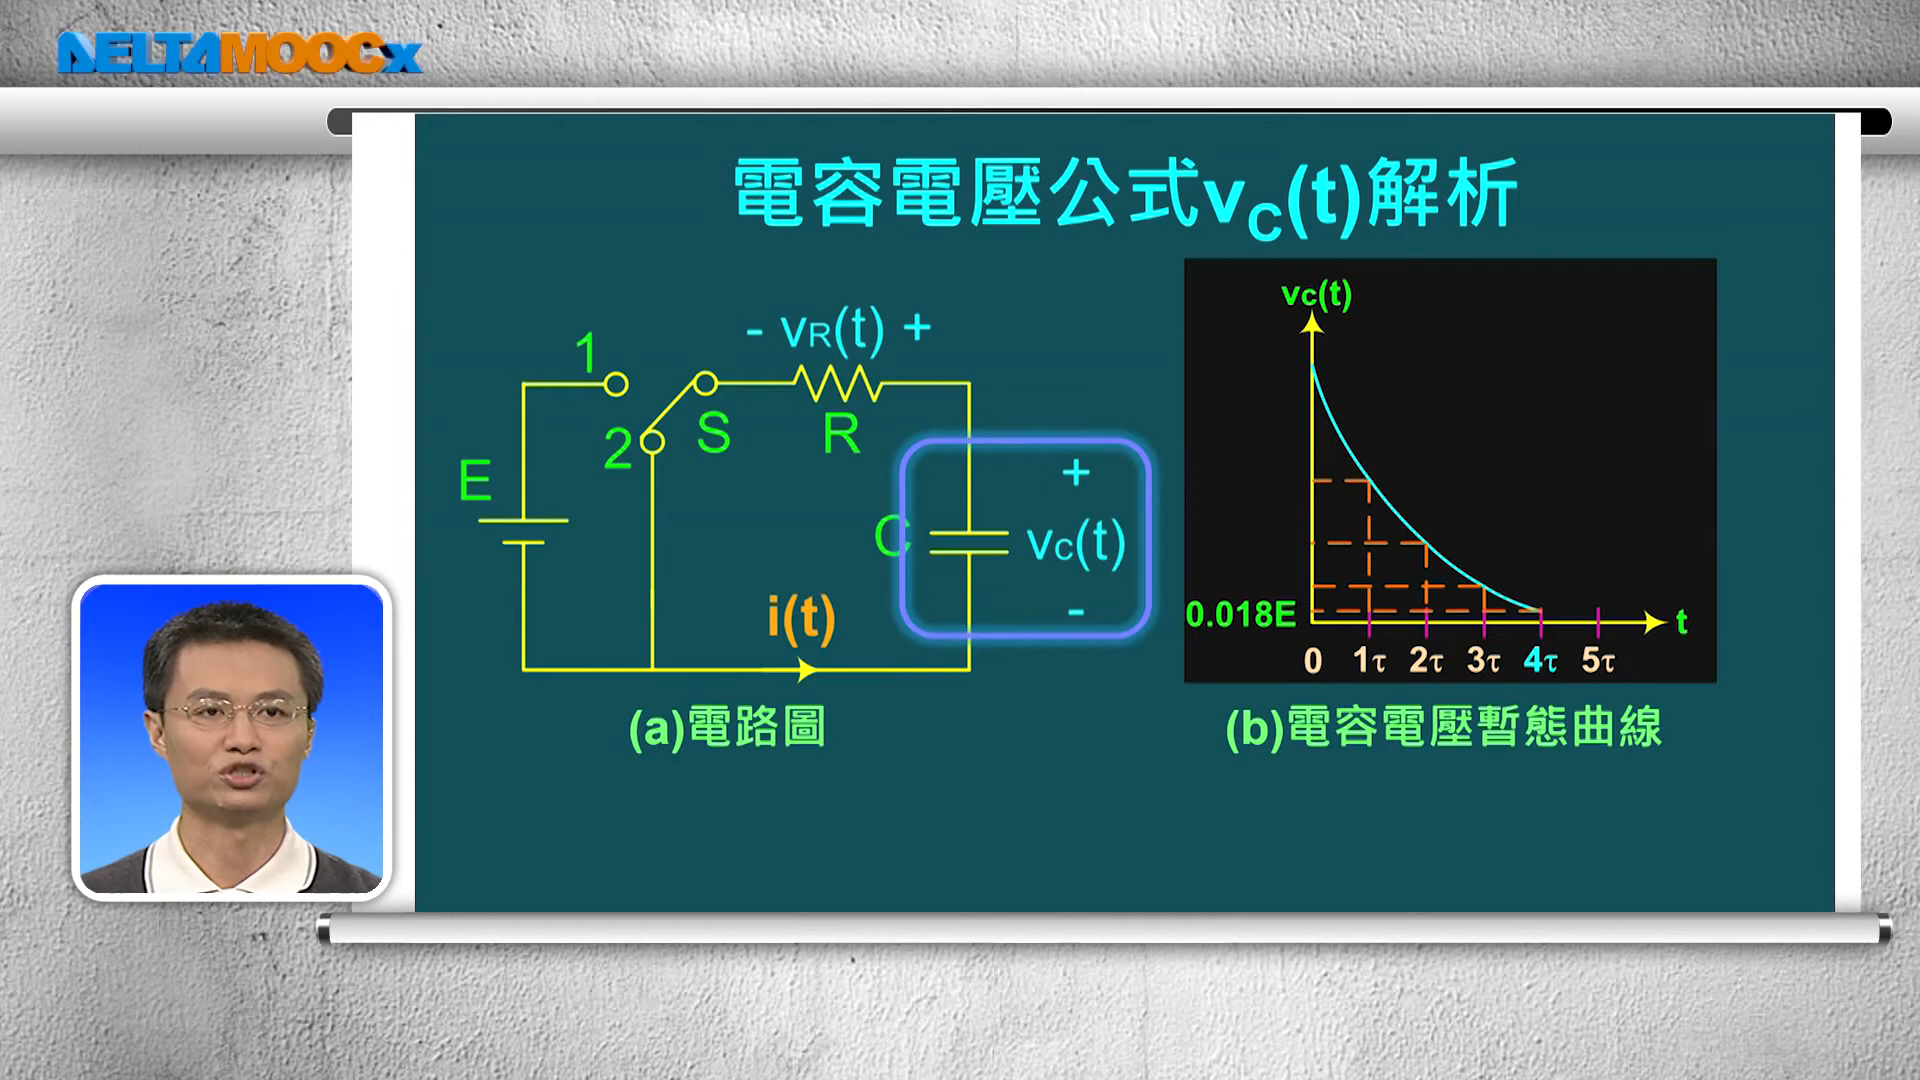 DELTAMOOCx
電容電壓公式vC(t)解析
- vR(t) +
1
2
S
R
E
C
+
vC(t)
-
i(t)
(a)電路圖
vC(t)
0.018E
t
0 1τ 2τ 3τ 4τ 5τ
(b)電容電壓暫態曲線